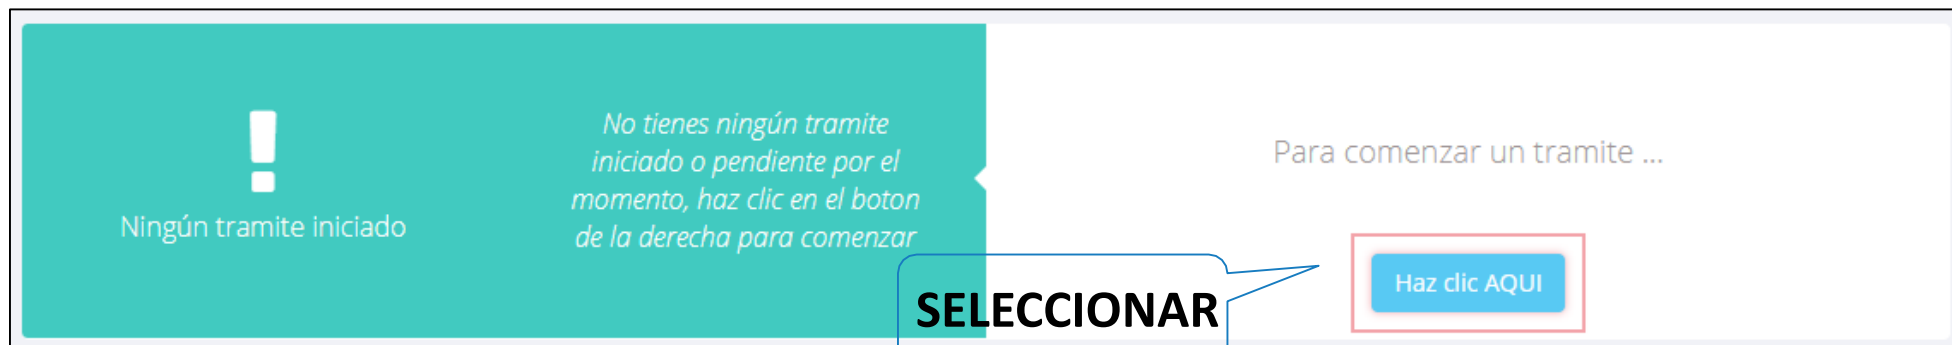 Ningún tramite iniciado
No tienes ningún tramite
iniciado o pendiente por el
momento, haz clic en el boton
de la derecha para comenzar
Para comenzar un tramite ...
Haz clic AQUI
SELECCIONAR